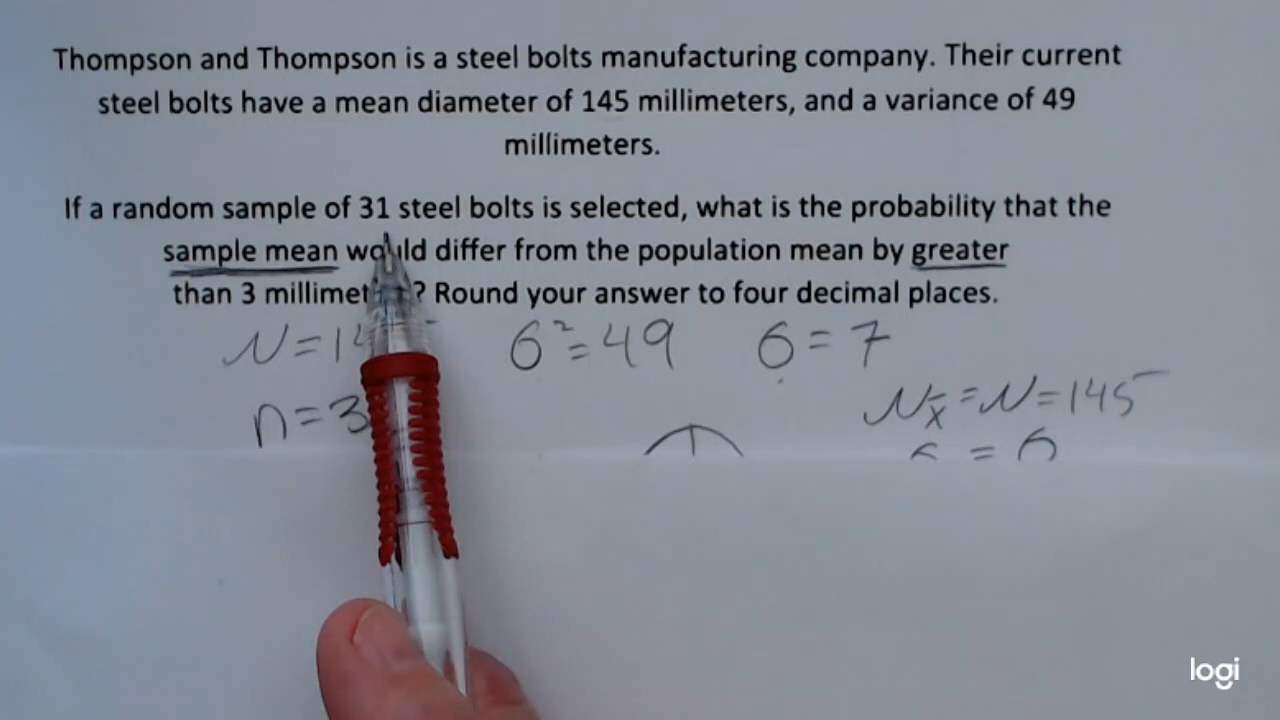 Thompson and Thompson is a steel bolts manufacturing company. Their current
steel bolts have a mean diameter of 145 millimeters, and a variance of 49
millimeters.
If a random sample of 31 steel bolts is selected, what is the probability that the
sample mean would differ from the population mean by greater
than 3 ? Round your answer to four decimal places.
σ²=49 σ=7
μx̄=μ=145
logi